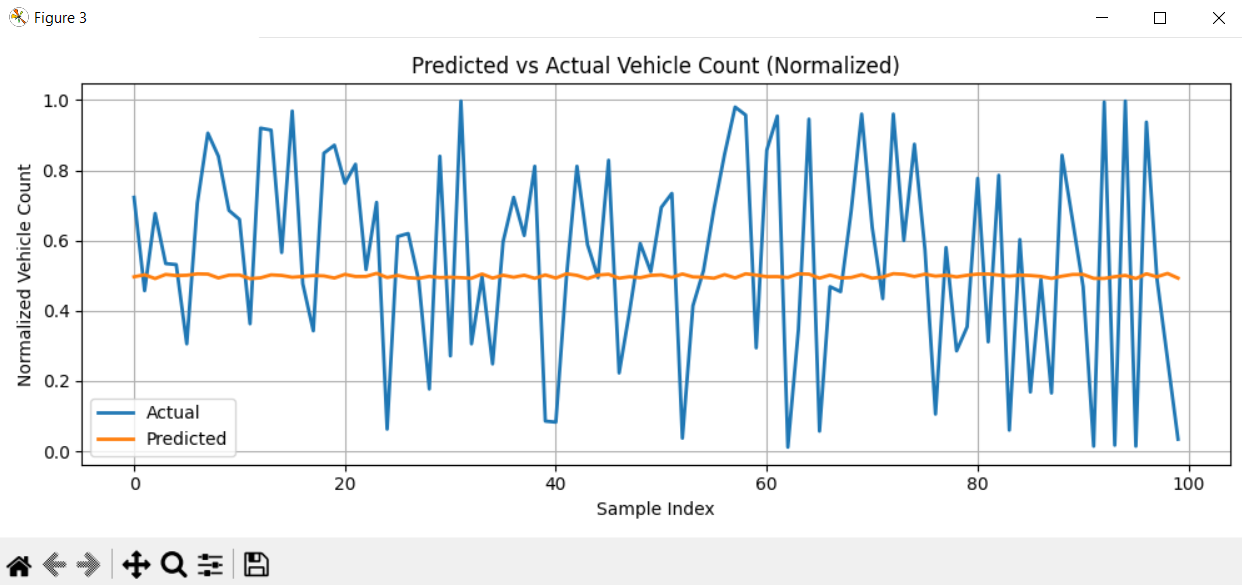 Figure 3
Predicted vs Actual Vehicle Count (Normalized)
Normalized Vehicle Count
1.0
0.8
0.6
0.4
0.2
0.0
Actual
Predicted
0 20 40 60 80 100
Sample Index